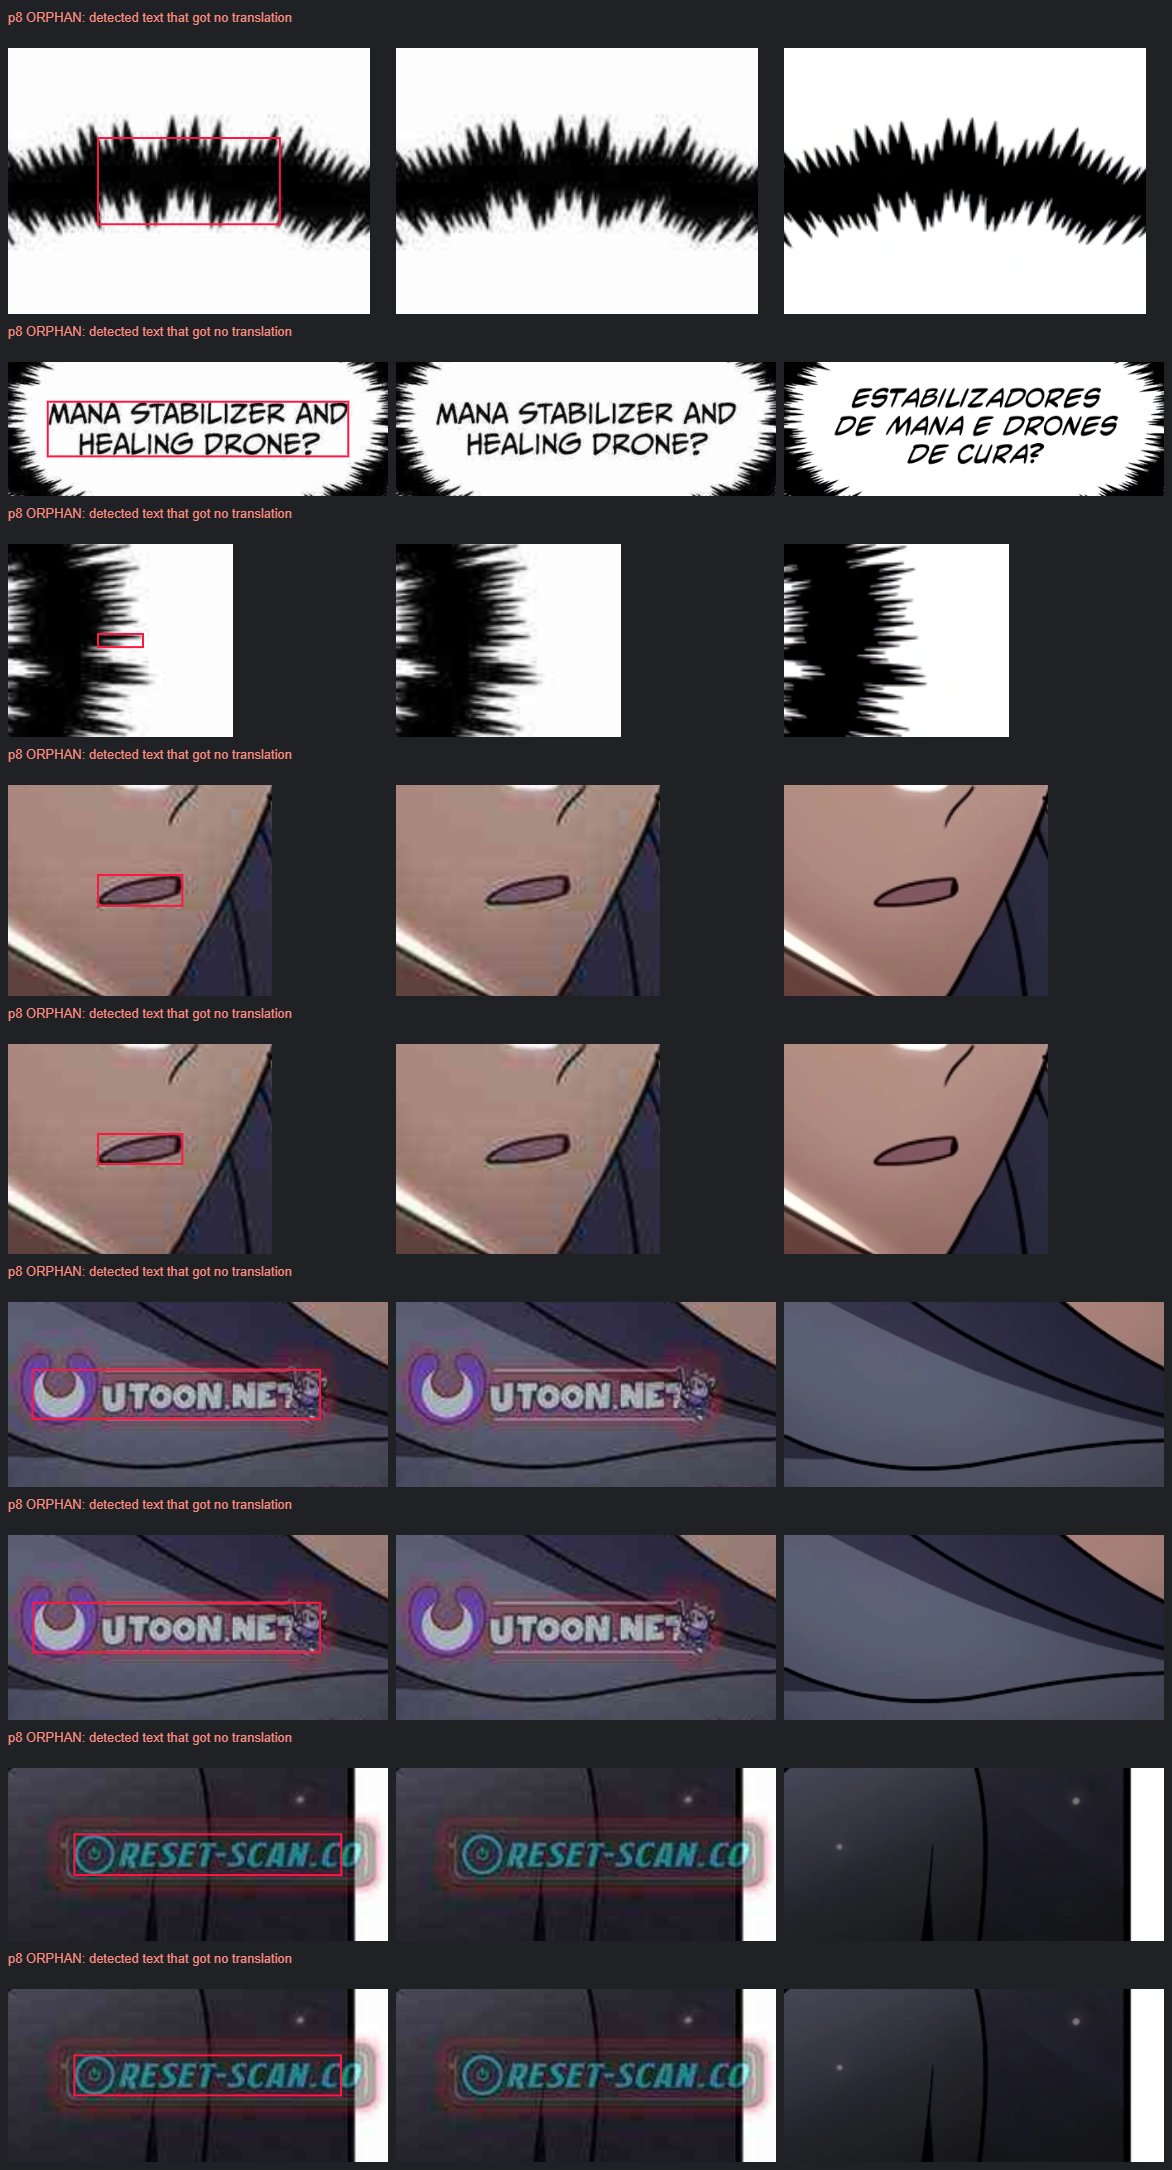 p8 ORPHAN: detected text that got no translation
p8 ORPHAN: detected text that got no translation
MANA STABILIZER AND
HEALING DRONE?
MANA STABILIZER AND
HEALING DRONE?
ESTABILIZADORES
DE MANA E DRONES
DE CURA?
p8 ORPHAN: detected text that got no translation
p8 ORPHAN: detected text that got no translation
p8 ORPHAN: detected text that got no translation
p8 ORPHAN: detected text that got no translation
UTOON.NET
UTOON.NET
p8 ORPHAN: detected text that got no translation
UTOON.NET
UTOON.NET
p8 ORPHAN: detected text that got no translation
RESET-SCAN.CO
RESET-SCAN.CO
p8 ORPHAN: detected text that got no translation
RESET-SCAN.CO
RESET-SCAN.CO